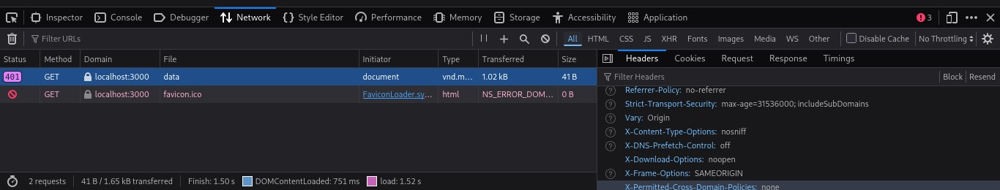 Inspector Console Debugger Network Style Editor Performance Memory Storage Accessibility Application 3
Filter URLs All HTML CSS JS XHR Fonts Images Media WS Other Disable Cache No Throttling
Status Method Domain File Initiator Type Transferred Size
401 GET localhost:3000 data document vnd.m... 1.02 kB 41 B
GET localhost:3000 favicon.ico FaviconLoader.sy... html NS_ERROR_DOM... 0 B
2 requests 41 B / 1.65 kB transferred Finish: 1.50 s DOMContentLoaded: 751 ms load: 1.52 s
Headers Cookies Request Response Timings
Filter Headers Block Resend
Referrer-Policy: no-referrer
Strict-Transport-Security: max-age=31536000; includeSubDomains
Vary: Origin
X-Content-Type-Options: nosniff
X-DNS-Prefetch-Control: off
X-Download-Options: noopen
X-Frame-Options: SAMEORIGIN
X-Permitted-Cross-Domain-Policies: none